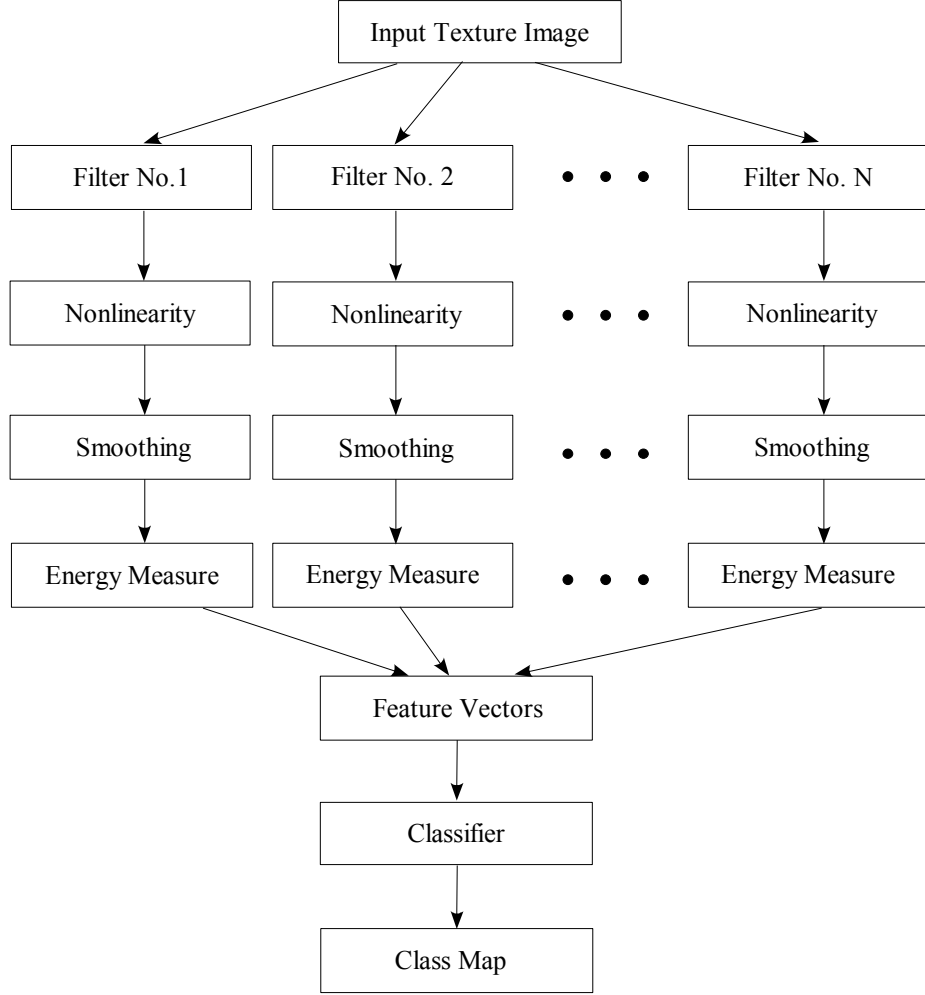 Input Texture Image
Filter No.1
Filter No. 2
Filter No. N
Nonlinearity
Nonlinearity
Nonlinearity
Smoothing
Smoothing
Smoothing
Energy Measure
Energy Measure
Energy Measure
Feature Vectors
Classifier
Class Map